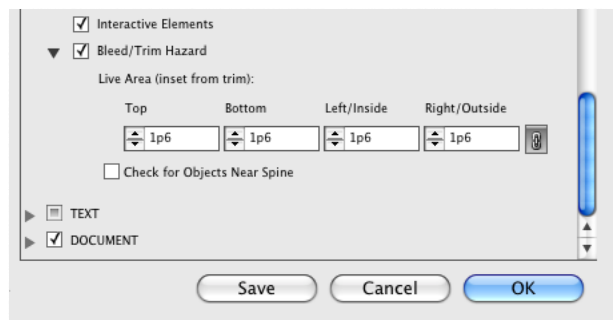 Interactive Elements
Bleed/Trim Hazard
Live Area (inset from trim):
Top Bottom Left/Inside Right/Outside
1p6 1p6 1p6 1p6
Check for Objects Near Spine
TEXT
DOCUMENT
Save Cancel OK